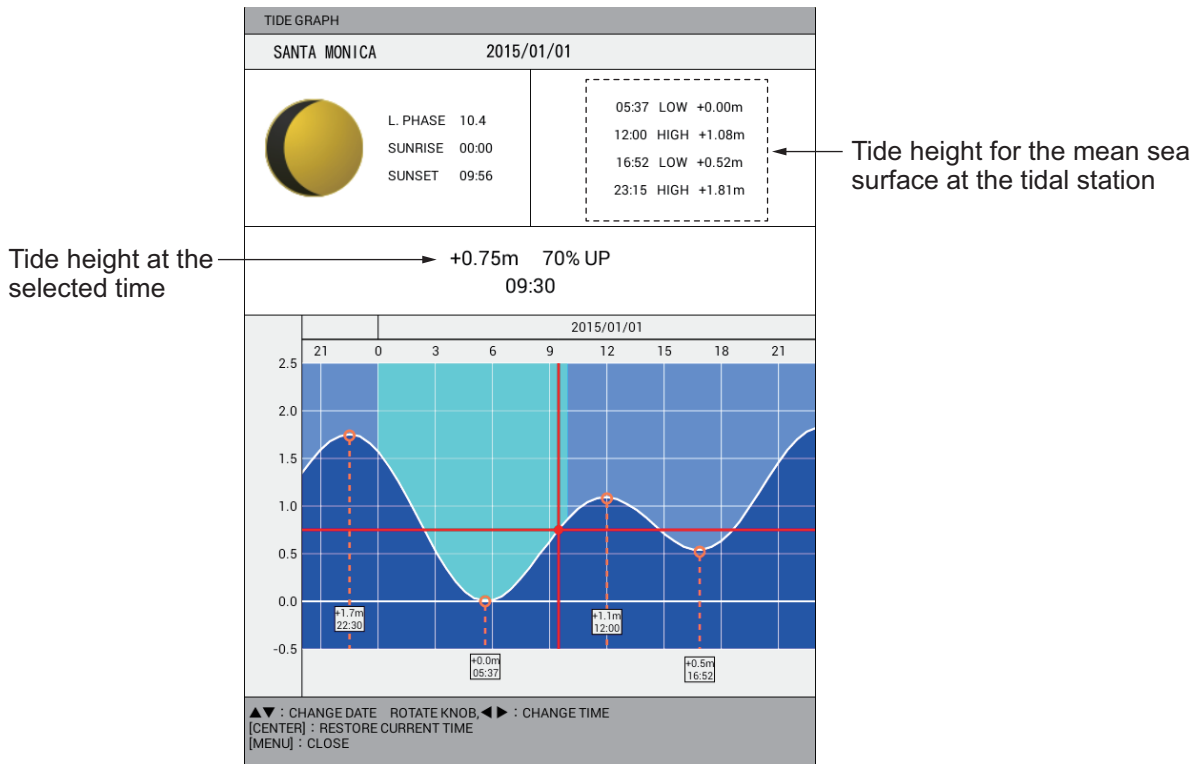 TIDE GRAPH
SANTA MONICA 2015/01/01
L. PHASE 10.4
SUNRISE 00:00
SUNSET 09:56
05:37 LOW +0.00m
12:00 HIGH +1.08m
16:52 LOW +0.52m
23:15 HIGH +1.81m
Tide height for the mean sea
surface at the tidal station
Tide height at the
selected time
+0.75m 70% UP
09:30
2015/01/01
21 0 3 6 9 12 15 18 21
2.5
2.0
1.5
1.0
0.5
0.0
-0.5
+1.7m
22:30
+0.0m
05:37
+1.1m
12:00
+0.5m
16:52
▲▼：CHANGE DATE ROTATE KNOB,◀ ▶：CHANGE TIME
[CENTER]：RESTORE CURRENT TIME
[MENU]：CLOSE